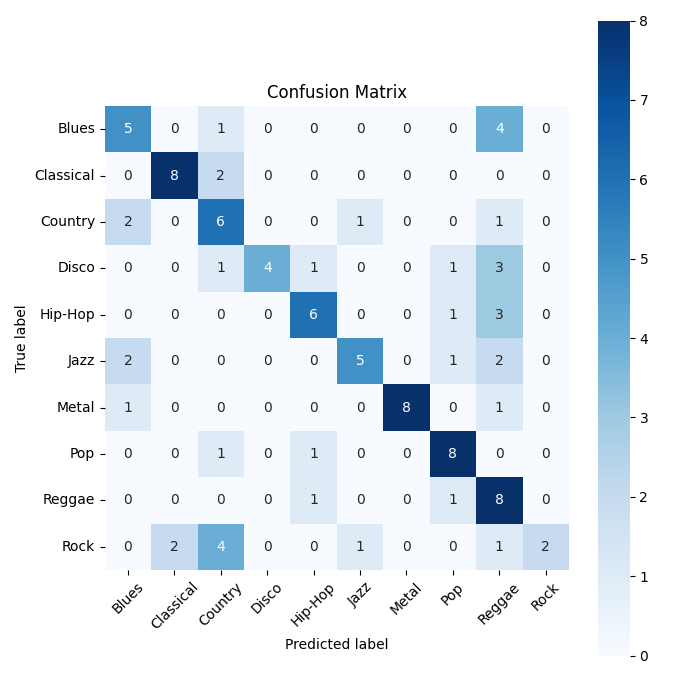 Confusion Matrix
True label
Blues 5 0 1 0 0 0 0 0 4 0
Classical 0 8 2 0 0 0 0 0 0 0
Country 2 0 6 0 0 1 0 0 1 0
Disco 0 0 1 4 1 0 0 1 3 0
Hip-Hop 0 0 0 0 6 0 0 1 3 0
Jazz 2 0 0 0 0 5 0 1 2 0
Metal 1 0 0 0 0 0 8 0 1 0
Pop 0 0 1 0 1 0 0 8 0 0
Reggae 0 0 0 0 1 0 0 1 8 0
Rock 0 2 4 0 0 1 0 0 1 2
Blues Classical Country Disco Hip-Hop Jazz Metal Pop Reggae Rock
Predicted label
8
7
6
5
4
3
2
1
0